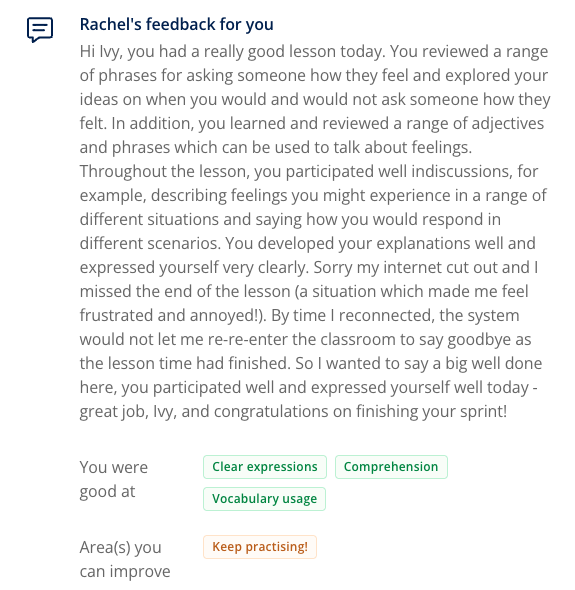 Rachel's feedback for you
Hi Ivy, you had a really good lesson today. You reviewed a range
of phrases for asking someone how they feel and explored your
ideas on when you would and would not ask someone how they
felt. In addition, you learned and reviewed a range of adjectives
and phrases which can be used to talk about feelings.
Throughout the lesson, you participated well indiscussions, for
example, describing feelings you might experience in a range of
different situations and saying how you would respond in
different scenarios. You developed your explanations well and
expressed yourself very clearly. Sorry my internet cut out and I
missed the end of the lesson (a situation which made me feel
frustrated and annoyed!). By time I reconnected, the system
would not let me re-re-enter the classroom to say goodbye as
the lesson time had finished. So I wanted to say a big well done
here, you participated well and expressed yourself well today -
great job, Ivy, and congratulations on finishing your sprint!
You were
good at
Clear expressions Comprehension
Vocabulary usage
Area(s) you
can improve
Keep practising!